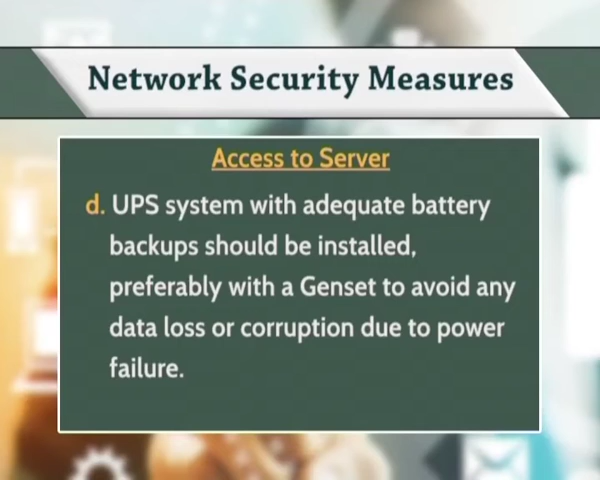 Network Security Measures
Access to Server
d. UPS system with adequate battery
backups should be installed,
preferably with a Genset to avoid any
data loss or corruption due to power
failure.